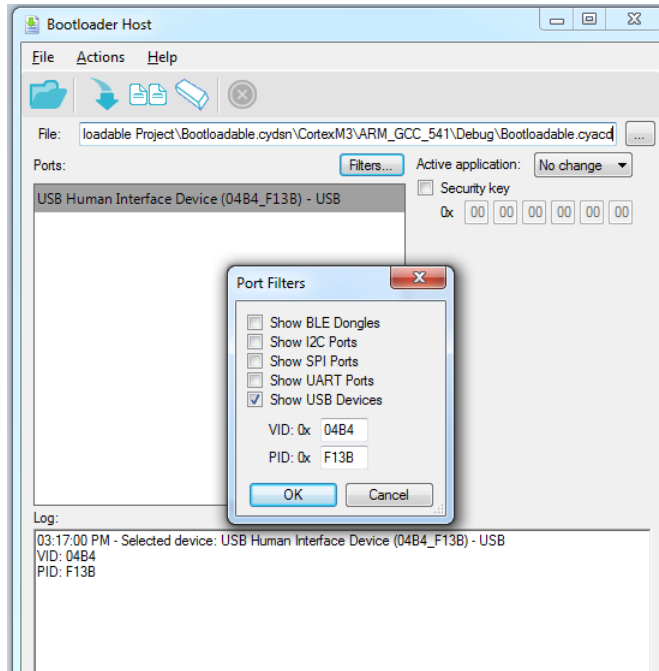 Bootloader Host
File Actions Help
File: loadable Project\Bootloadable.cydsn\CortexM3\ARM_GCC_541\Debug\Bootloadable.cyacd ...
Ports: Filters... Active application: No change
Security key
USB Human Interface Device (04B4_F13B) - USB
0x 00 00 00 00 00 00
Port Filters
Show BLE Dongles
Show I2C Ports
Show SPI Ports
Show UART Ports
Show USB Devices
VID: 0x 04B4
PID: 0x F13B
OK Cancel
Log:
03:17:00 PM - Selected device: USB Human Interface Device (04B4_F13B) - USB
VID: 04B4
PID: F13B